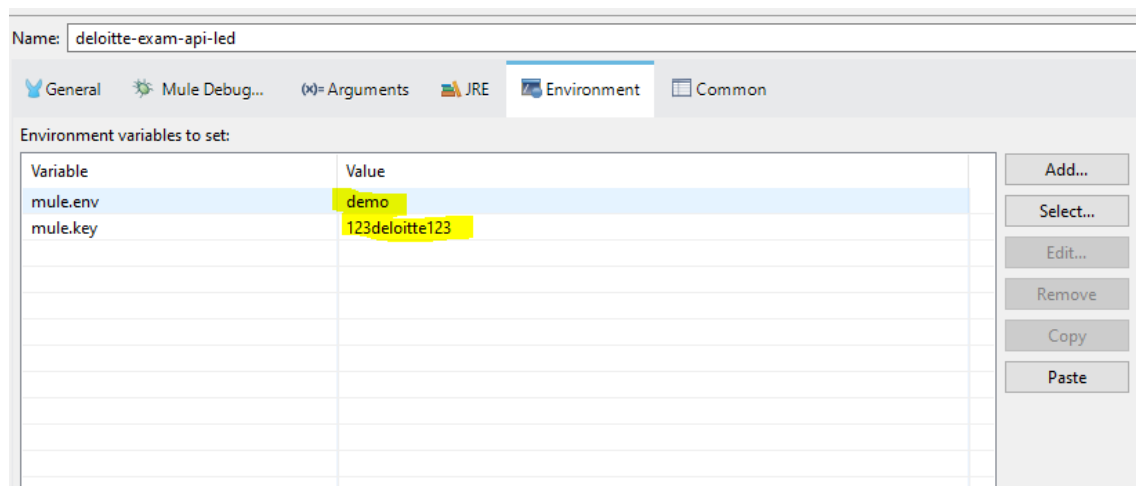 Name: deloitte-exam-api-led
General Mule Debug... (x)= Arguments JRE Environment Common
Environment variables to set:
Variable Value Add...
mule.env demo Select...
mule.key 123deloitte123
Edit...
Remove
Copy
Paste